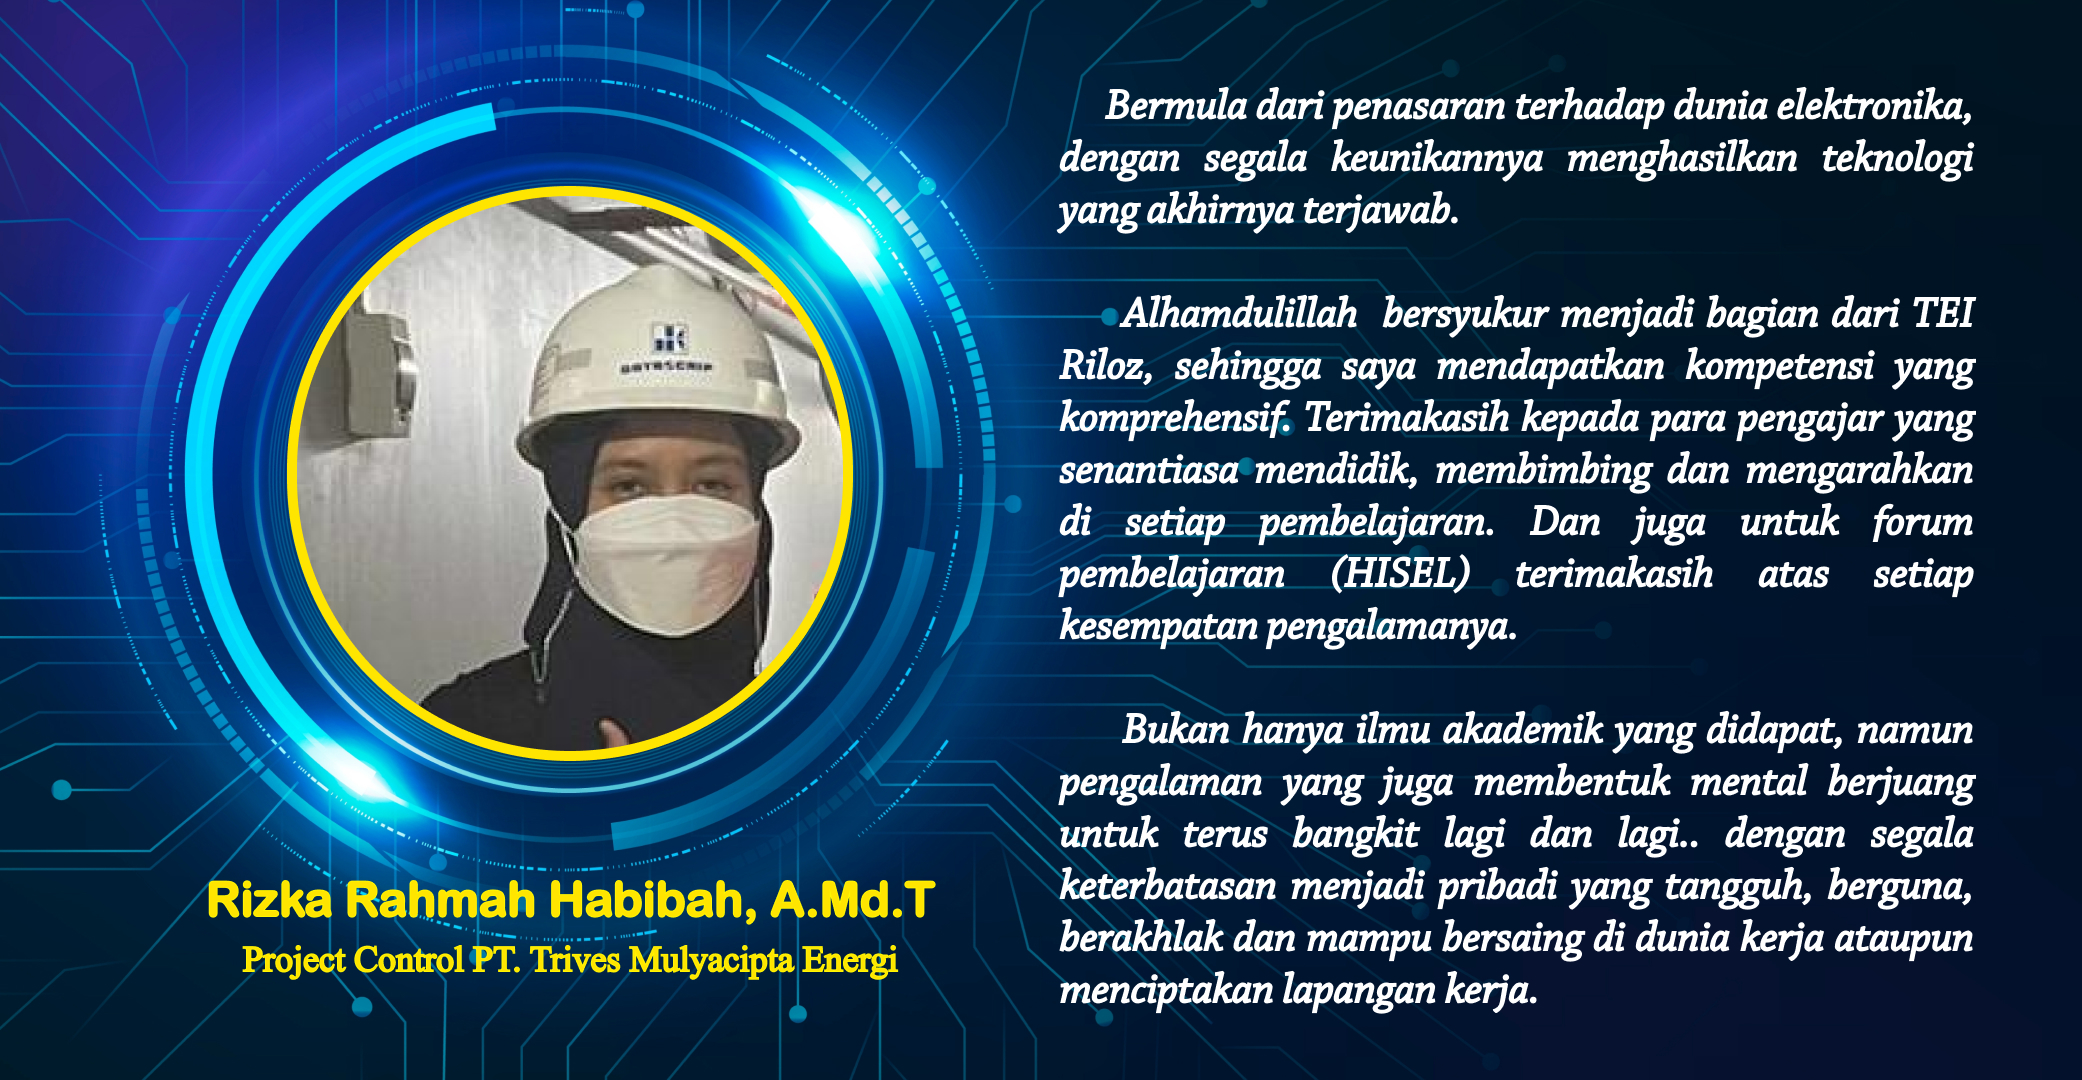 Bermula dari penasaran terhadap dunia elektronika,
dengan segala keunikannya menghasilkan teknologi
yang akhirnya terjawab.
Alhamdulillah bersyukur menjadi bagian dari TEI
Riloz, sehingga saya mendapatkan kompetensi yang
komprehensif. Terimakasih kepada para pengajar yang
senantiasa mendidik, membimbing dan mengarahkan
di setiap pembelajaran. Dan juga untuk forum
pembelajaran (HISEL) terimakasih atas setiap
kesempatan pengalamanya.
Bukan hanya ilmu akademik yang didapat, namun
pengalaman yang juga membentuk mental berjuang
untuk terus bangkit lagi dan lagi.. dengan segala
keterbatasan menjadi pribadi yang tangguh, berguna,
berakhlak dan mampu bersaing di dunia kerja ataupun
menciptakan lapangan kerja.
DATASCRIP
Rizka Rahmah Habibah, A.Md.T
Project Control PT. Trives Mulyacipta Energi